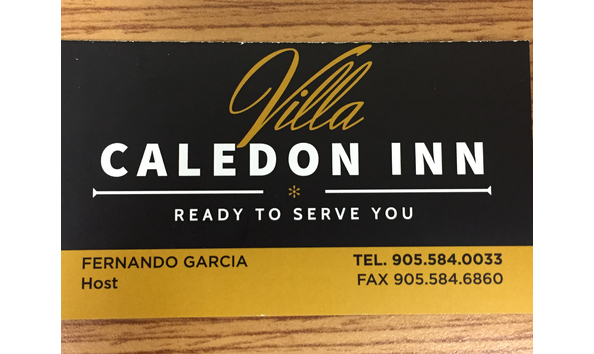 Villa
CALEDON INN
READY TO SERVE YOU
FERNANDO GARCIA
Host
TEL. 905.584.0033
FAX 905.584.6860